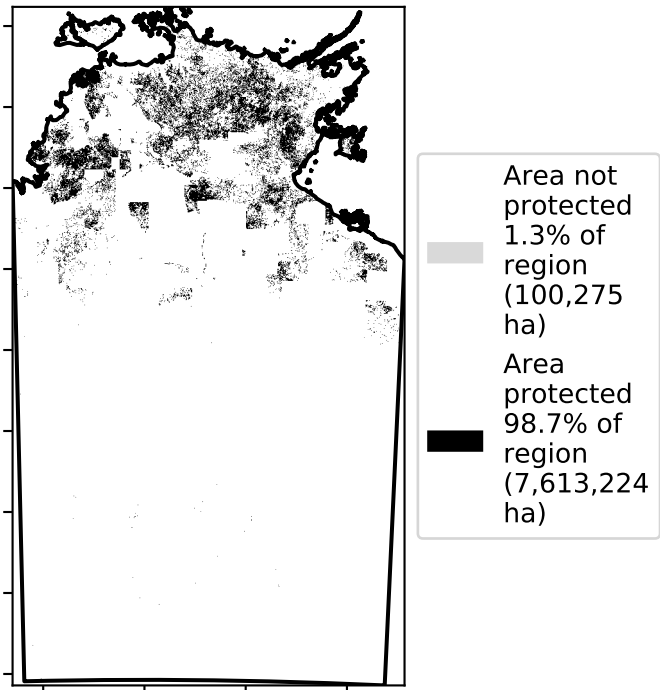 Area not
protected
1.3% of
region
(100,275
ha)
Area
protected
98.7% of
region
(7,613,224
ha)